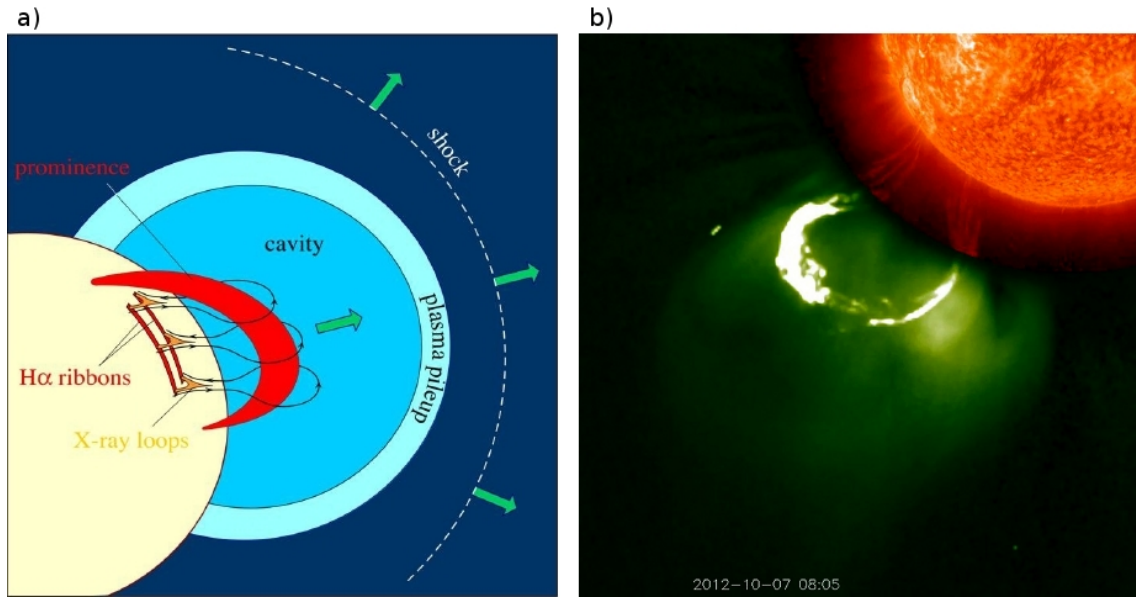 a)
b)
prominence
shock
cavity
plasma pileup
Hα ribbons
X-ray loops
2012-10-07 08:05